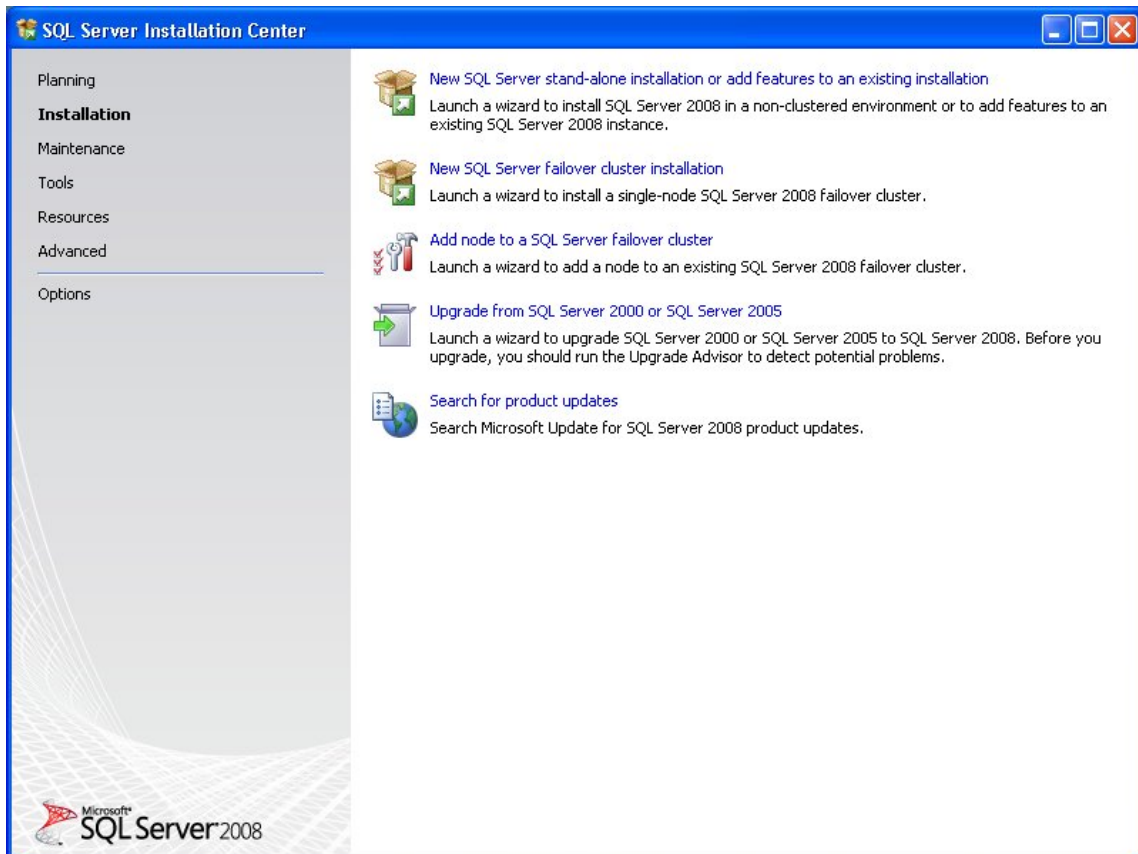 SQL Server Installation Center
Planning
Installation
Maintenance
Tools
Resources
Advanced
Options
New SQL Server stand-alone installation or add features to an existing installation
Launch a wizard to install SQL Server 2008 in a non-clustered environment or to add features to an
existing SQL Server 2008 instance.
New SQL Server failover cluster installation
Launch a wizard to install a single-node SQL Server 2008 failover cluster.
Add node to a SQL Server failover cluster
Launch a wizard to add a node to an existing SQL Server 2008 failover cluster.
Upgrade from SQL Server 2000 or SQL Server 2005
Launch a wizard to upgrade SQL Server 2000 or SQL Server 2005 to SQL Server 2008. Before you
upgrade, you should run the Upgrade Advisor to detect potential problems.
Search for product updates
Search Microsoft Update for SQL Server 2008 product updates.
Microsoft
SQL Server 2008